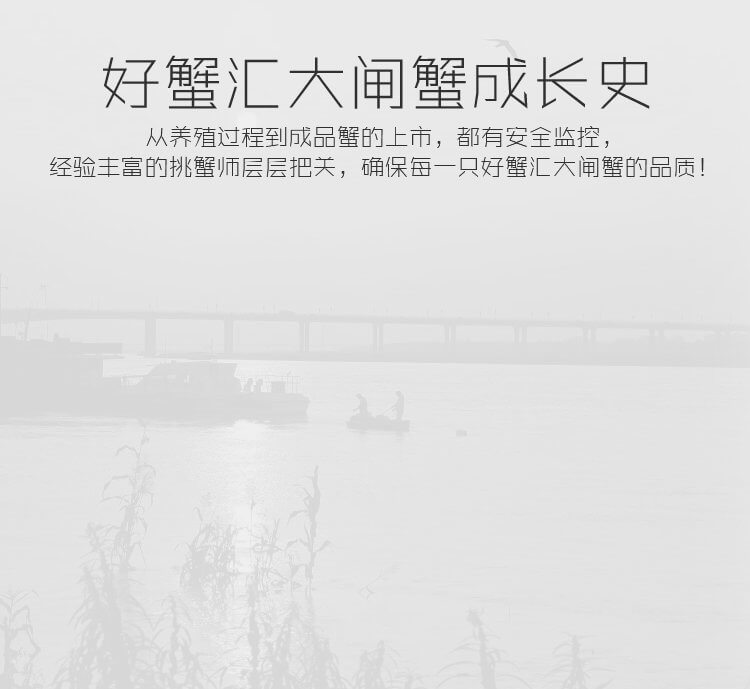 好蟹汇大闸蟹成长史
从养殖过程到成品蟹的上市，都有安全监控，
经验丰富的挑蟹师层层把关，确保每一只好蟹汇大闸蟹的品质！